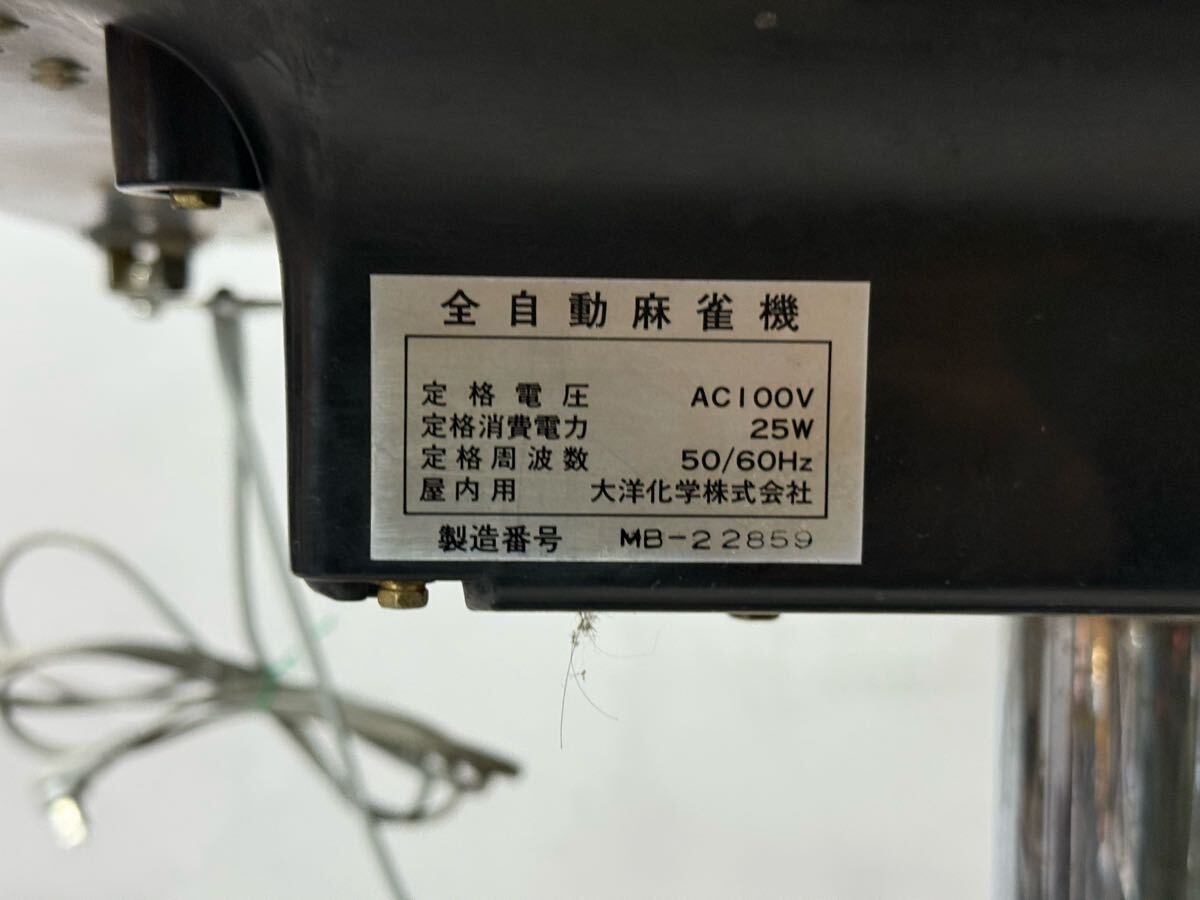 全自動麻雀機
定格電圧 AC100V
定格消費電力 25W
定格周波数 50/60Hz
屋内用 大洋化学株式会社
製造番号 MB-22859